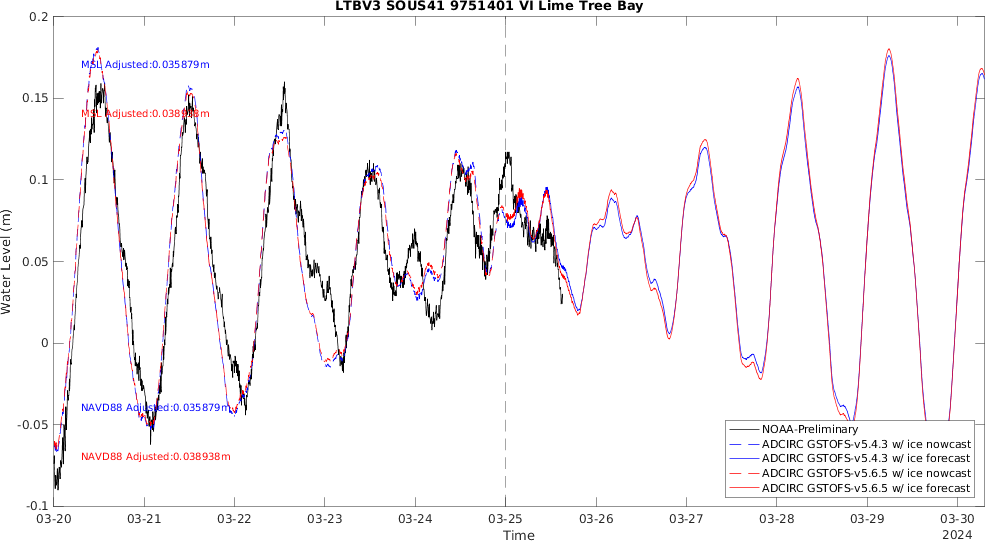 LTBV3 SOUS41 9751401 VI Lime Tree Bay
0.2
0.15
0.1
0.05
0
-0.05
-0.1
Water Level (m)
MSL Adjusted:0.035879m
MSL Adjusted:0.038938m
NAVD88 Adjusted:0.035879m
NAVD88 Adjusted:0.038938m
NOAA-Preliminary
ADCIRC GSTOFS-v5.4.3 w/ ice nowcast
ADCIRC GSTOFS-v5.4.3 w/ ice forecast
ADCIRC GSTOFS-v5.6.5 w/ ice nowcast
ADCIRC GSTOFS-v5.6.5 w/ ice forecast
03-20 03-21 03-22 03-23 03-24 03-25 03-26 03-27 03-28 03-29 03-30
Time
2024